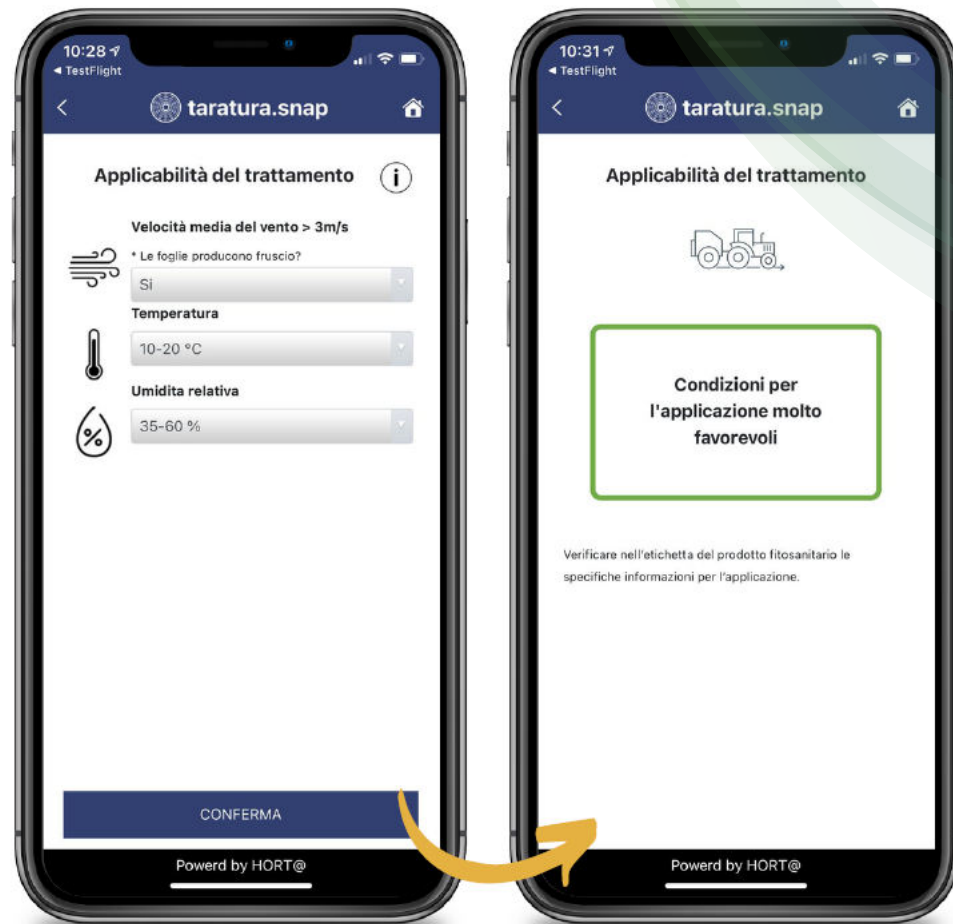 10:28
◀ TestFlight
taratura.snap
Applicabilità del trattamento
i
Velocità media del vento > 3m/s
* Le foglie producono fruscio?
Si
Temperatura
10-20 °C
Umidita relativa
%
35-60 %
CONFERMA
Powerd by HORT@
10:31
◀ TestFlight
taratura.snap
Applicabilità del trattamento
Condizioni per
l'applicazione molto
favorevoli
Verificare nell'etichetta del prodotto fitosanitario le
specifiche informazioni per l'applicazione.
Powerd by HORT@